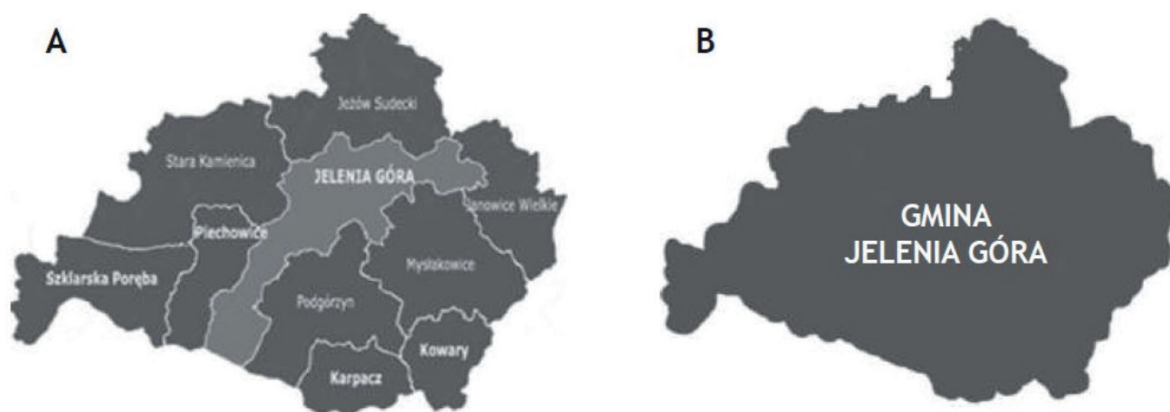 A
B
Jeżów Sudecki
Stara Kamienica
JELENIA GÓRA
Janowice Wielkie
Piechowice
Szklarska Poręba
Mysłakowice
Podgórzyn
Kowary
Karpacz
GMINA
JELENIA GÓRA